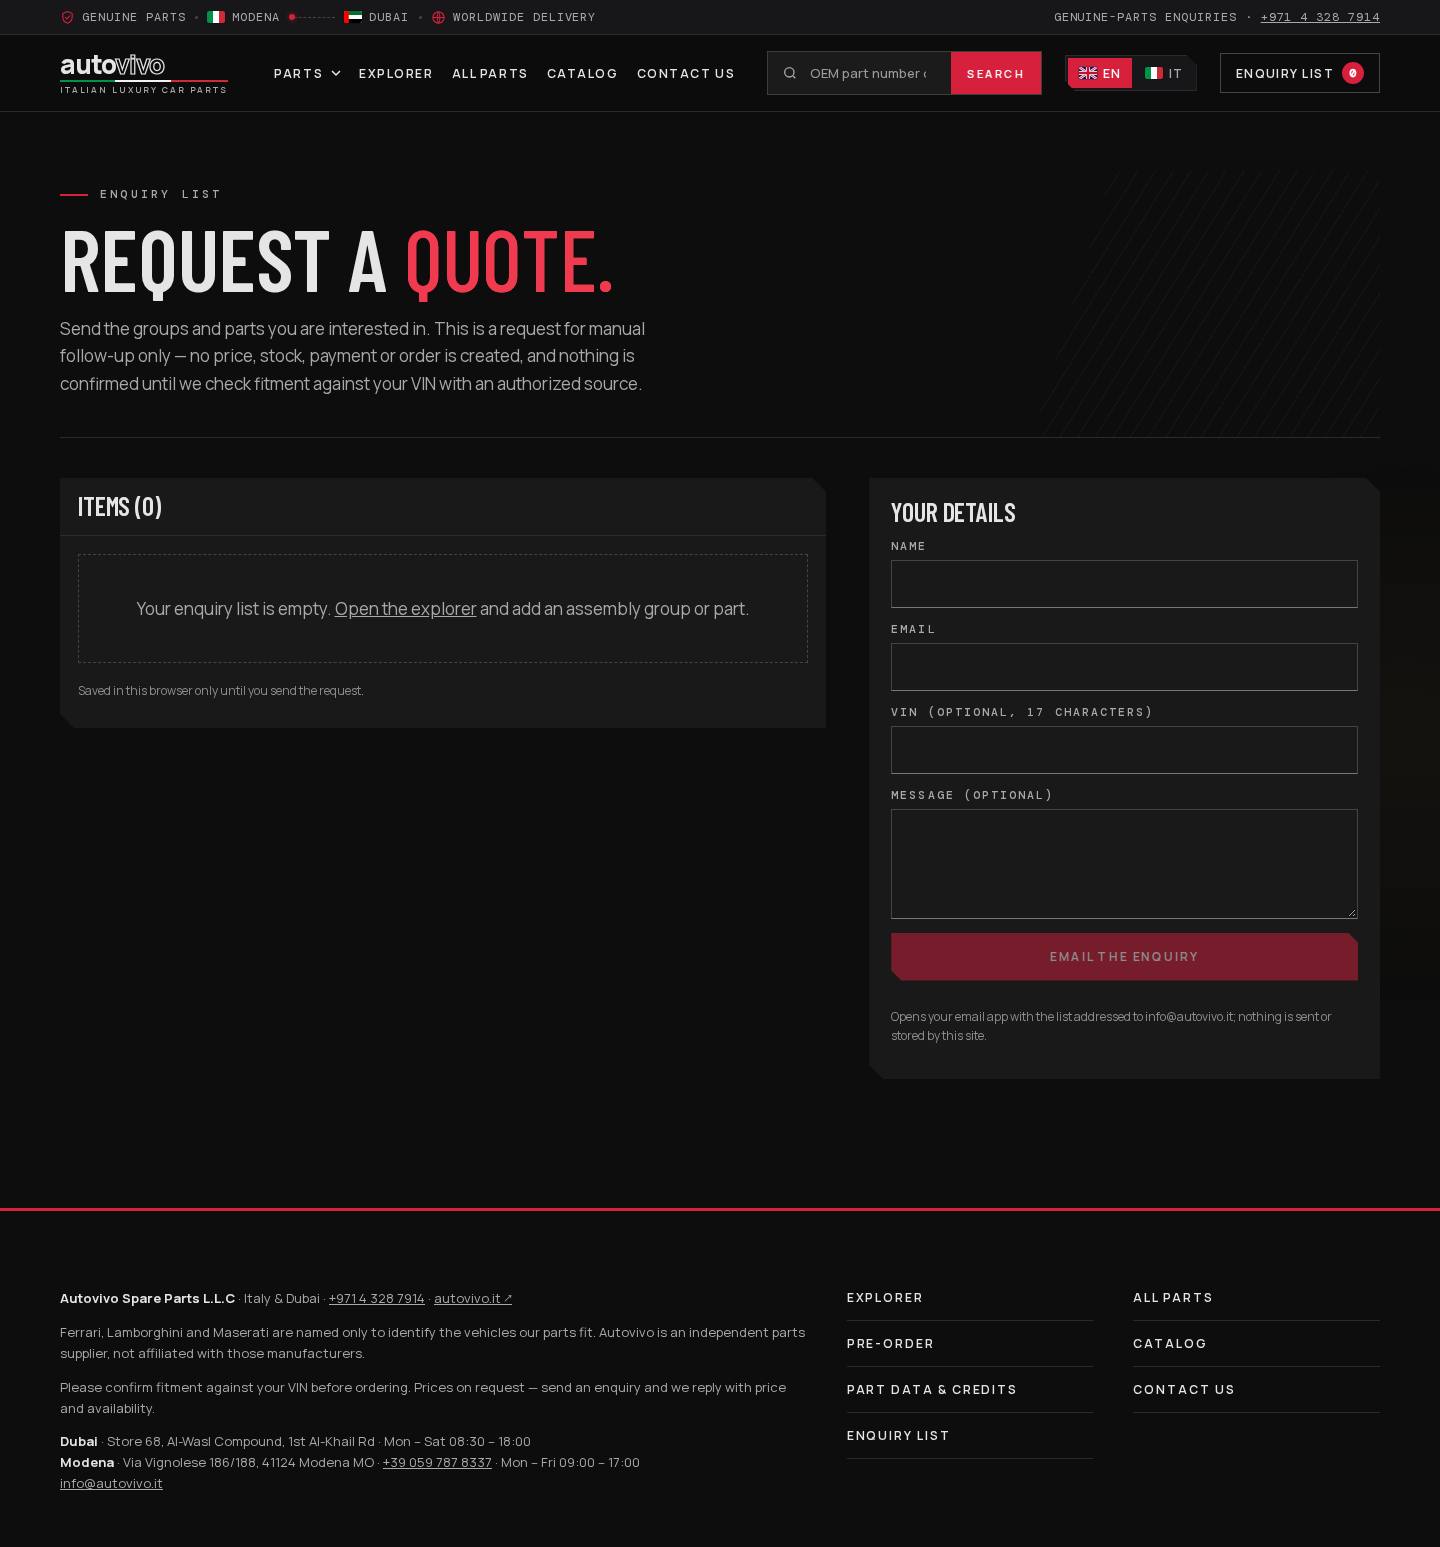 GENUINE PARTS • MODENA DUBAI • WORLDWIDE DELIVERY
GENUINE-PARTS ENQUIRIES · +971 4 328 7914
autovivo
ITALIAN LUXURY CAR PARTS
PARTS EXPLORER ALL PARTS CATALOG CONTACT US
OEM part number
SEARCH
EN IT
ENQUIRY LIST 0
ENQUIRY LIST
REQUEST A QUOTE.
Send the groups and parts you are interested in. This is a request for manual
follow-up only — no price, stock, payment or order is created, and nothing is
confirmed until we check fitment against your VIN with an authorized source.
ITEMS (0)
Your enquiry list is empty. Open the explorer and add an assembly group or part.
Saved in this browser only until you send the request.
YOUR DETAILS
NAME
EMAIL
VIN (OPTIONAL, 17 CHARACTERS)
MESSAGE (OPTIONAL)
EMAIL THE ENQUIRY
Opens your email app with the list addressed to info@autovivo.it; nothing is sent or
stored by this site.
Autovivo Spare Parts L.L.C · Italy & Dubai · +971 4 328 7914 · autovivo.it ↗
Ferrari, Lamborghini and Maserati are named only to identify the vehicles our parts fit. Autovivo is an independent parts
supplier, not affiliated with those manufacturers.
Please confirm fitment against your VIN before ordering. Prices on request — send an enquiry and we reply with price
and availability.
Dubai · Store 68, Al-Wasl Compound, 1st Al-Khail Rd · Mon – Sat 08:30 – 18:00
Modena · Via Vignolese 186/188, 41124 Modena MO · +39 059 787 8337 · Mon – Fri 09:00 – 17:00
info@autovivo.it
EXPLORER
PRE-ORDER
PART DATA & CREDITS
ENQUIRY LIST
ALL PARTS
CATALOG
CONTACT US